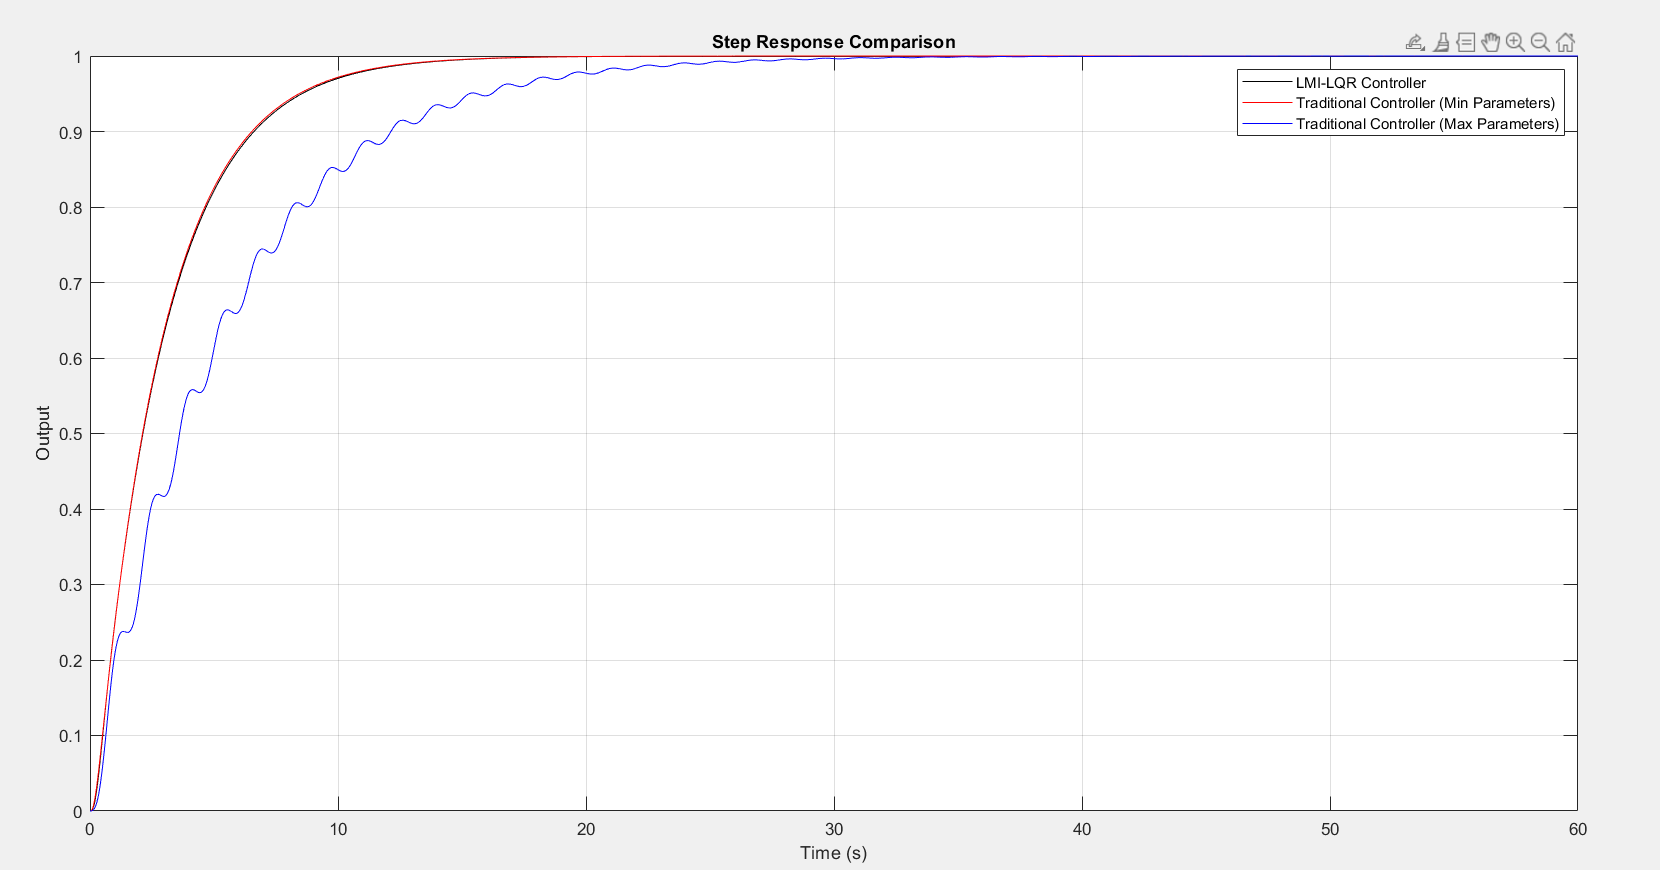 Step Response Comparison
LMI-LQR Controller
Traditional Controller (Min Parameters)
Traditional Controller (Max Parameters)
1
0.9
0.8
0.7
0.6
0.5
0.4
0.3
0.2
0.1
0
Output
0 10 20 30 40 50 60
Time (s)